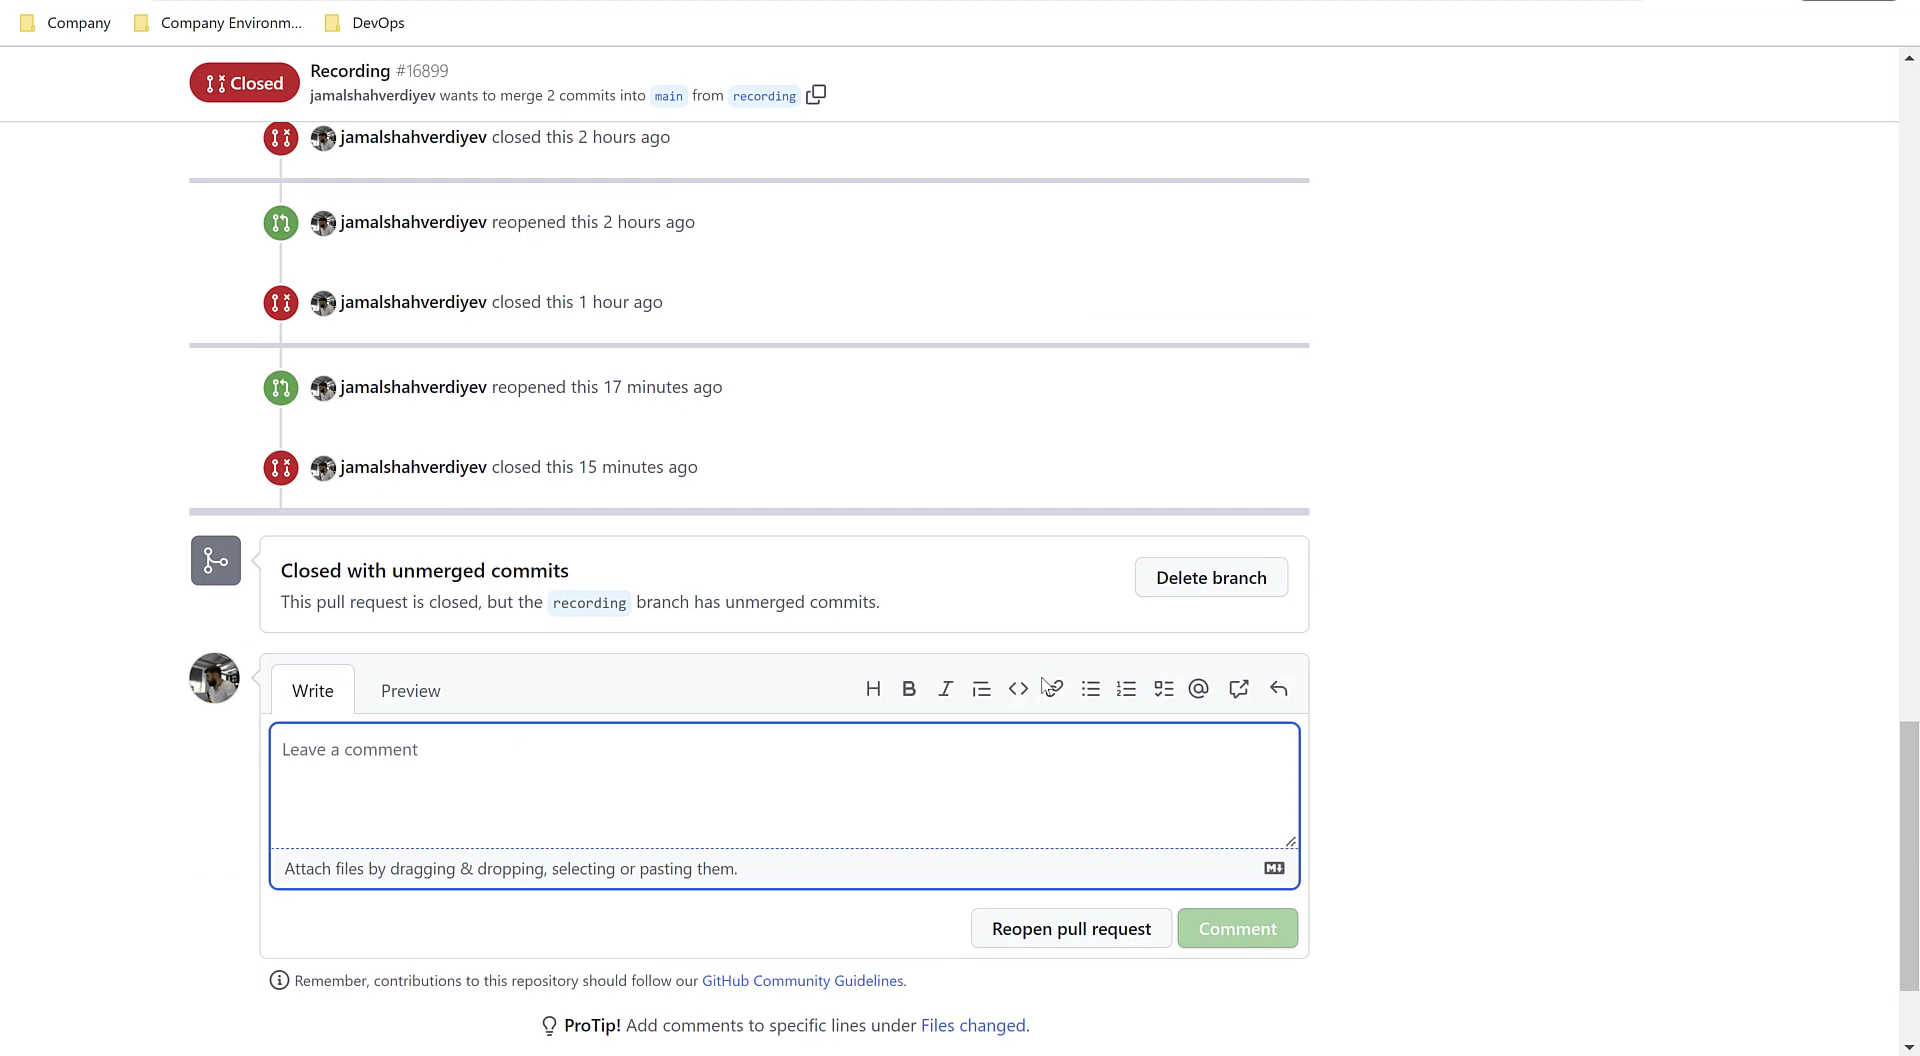 Company
Company Environm...
DevOps
Closed
Recording #16899
jamalshahverdiyev wants to merge 2 commits into main from recording
jamalshahverdiyev closed this 2 hours ago
jamalshahverdiyev reopened this 2 hours ago
jamalshahverdiyev closed this 1 hour ago
jamalshahverdiyev reopened this 17 minutes ago
jamalshahverdiyev closed this 15 minutes ago
Closed with unmerged commits
Delete branch
This pull request is closed, but the recording branch has unmerged commits.
Write
Preview
Leave a comment
Attach files by dragging & dropping, selecting or pasting them.
Reopen pull request
Comment
Remember, contributions to this repository should follow our GitHub Community Guidelines.
ProTip! Add comments to specific lines under Files changed.